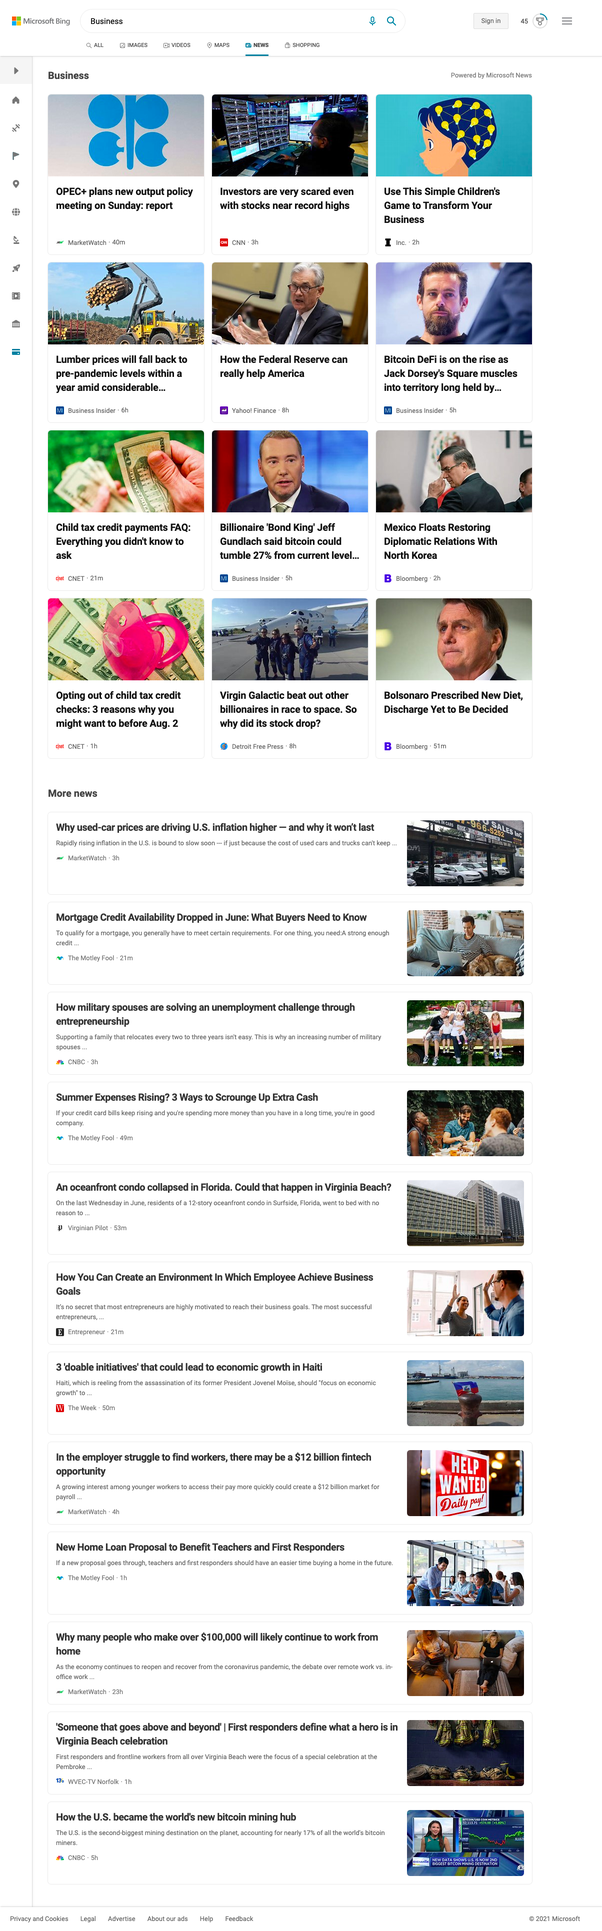 Microsoft Bing
Business
Sign in
45
ALL
IMAGES
VIDEOS
MAPS
NEWS
SHOPPING
Business
Powered by Microsoft News
OPEC+ plans new output policy
meeting on Sunday: report
MarketWatch · 40m
Investors are very scared even
with stocks near record highs
CNN · 3h
Use This Simple Children's
Game to Transform Your
Business
Inc. · 2h
Lumber prices will fall back to
pre-pandemic levels within a
year amid considerable...
Business Insider · 6h
How the Federal Reserve can
really help America
Yahoo! Finance · 8h
Bitcoin DeFi is on the rise as
Jack Dorsey's Square muscles
into territory long held by...
Business Insider · 5h
Child tax credit payments FAQ:
Everything you didn't know to
ask
CNET · 21m
Billionaire 'Bond King' Jeff
Gundlach said bitcoin could
tumble 27% from current level...
Business Insider · 5h
Mexico Floats Restoring
Diplomatic Relations With
North Korea
Bloomberg · 2h
Opting out of child tax credit
checks: 3 reasons why you
might want to before Aug. 2
CNET · 1h
Virgin Galactic beat out other
billionaires in race to space. So
why did its stock drop?
Detroit Free Press · 8h
Bolsonaro Prescribed New Diet,
Discharge Yet to Be Decided
Bloomberg · 51m
More news
Why used-car prices are driving U.S. inflation higher — and why it won't last
Rapidly rising inflation in the U.S. is bound to slow soon — if just because the cost of used cars and trucks can't keep ...
MarketWatch · 3h
Mortgage Credit Availability Dropped in June: What Buyers Need to Know
To qualify for a mortgage, you generally have to meet certain requirements. For one thing, you need:A strong enough
credit ...
The Motley Fool · 21m
How military spouses are solving an unemployment challenge through
entrepreneurship
Supporting a family that relocates every two to three years isn't easy. This is why an increasing number of military
spouses ...
CNBC · 3h
Summer Expenses Rising? 3 Ways to Scrounge Up Extra Cash
If your credit card bills keep rising and you're spending more money than you have in a long time, you're in good
company.
The Motley Fool · 49m
An oceanfront condo collapsed in Florida. Could that happen in Virginia Beach?
On the last Wednesday in June, residents of a 12-story oceanfront condo in Surfside, Florida, went to bed with no
reason to ...
Virginian Pilot · 53m
How You Can Create an Environment In Which Employee Achieve Business
Goals
It's no secret that most entrepreneurs are highly motivated to reach their business goals. The most successful
entrepreneurs, ...
Entrepreneur · 21m
3 'doable initiatives' that could lead to economic growth in Haiti
Haiti, which is reeling from the assassination of its former President Jovenel Moïse, should "focus on economic
growth" to ...
The Week · 50m
In the employer struggle to find workers, there may be a $12 billion fintech
opportunity
A growing interest among younger workers to access their pay more quickly could create a $12 billion market for
payroll ...
MarketWatch · 4h
HELP
WANTED
Daily pay!
New Home Loan Proposal to Benefit Teachers and First Responders
If a new proposal goes through, teachers and first responders should have an easier time buying a home in the future.
The Motley Fool · 1h
Why many people who make over $100,000 will likely continue to work from
home
As the economy continues to reopen and recover from the coronavirus pandemic, the debate over remote work vs. in-
office work ...
MarketWatch · 23h
'Someone that goes above and beyond' | First responders define what a hero is in
Virginia Beach celebration
First responders and frontline workers from all over Virginia Beach were the focus of a special celebration at the
Pembroke ...
WVEC-TV Norfolk · 1h
How the U.S. became the world's new bitcoin mining hub
The U.S. is the second-biggest mining destination on the planet, accounting for nearly 17% of all the world's bitcoin
miners.
CNBC · 5h
NEW DATA SHOWS U.S. IS NOW 2ND
BIGGEST BITCOIN MINING DESTINATION
Privacy and Cookies
Legal
Advertise
About our ads
Help
Feedback
© 2021 Microsoft